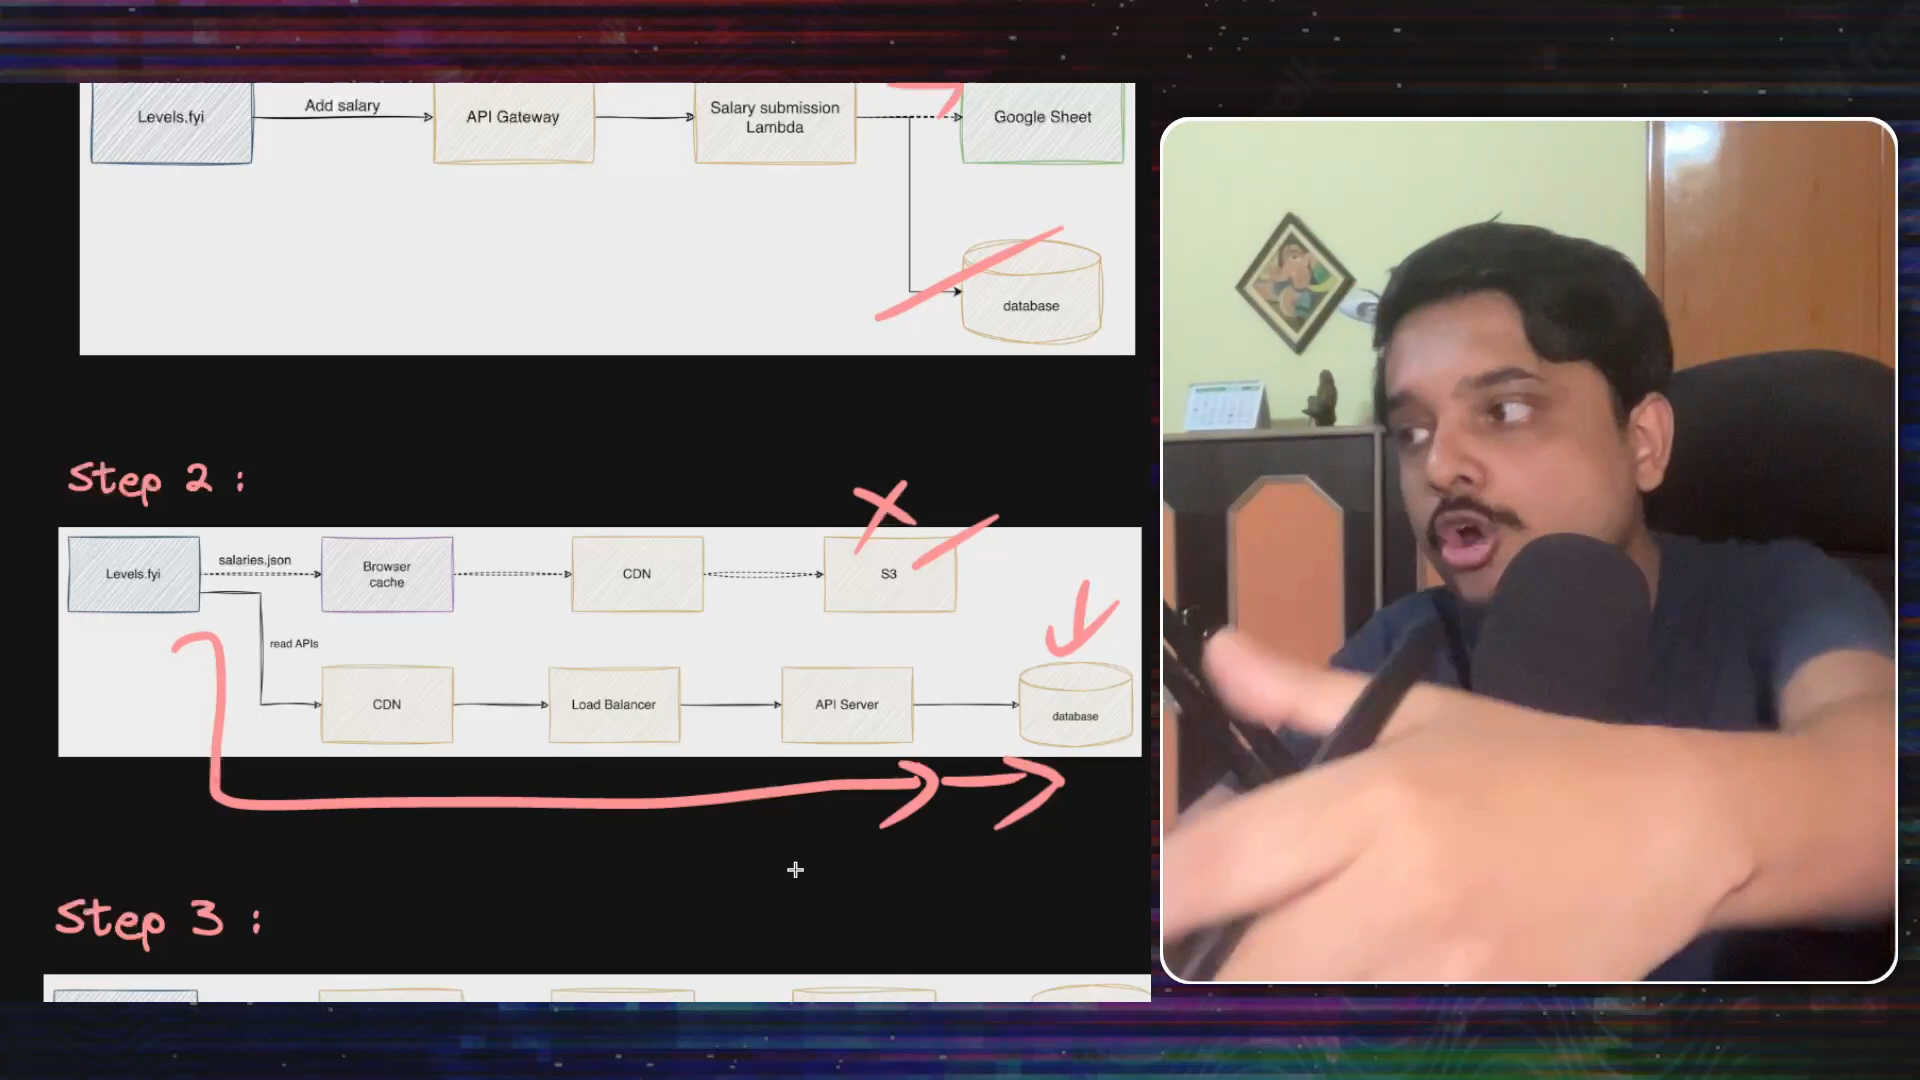 Levels.fyi
Add salary
API Gateway
Salary submission
Lambda
Google Sheet
database
Step 2 :
Levels.fyi
salaries.json
Browser
cache
CDN
S3
read APIs
CDN
Load Balancer
API Server
database
Step 3 :